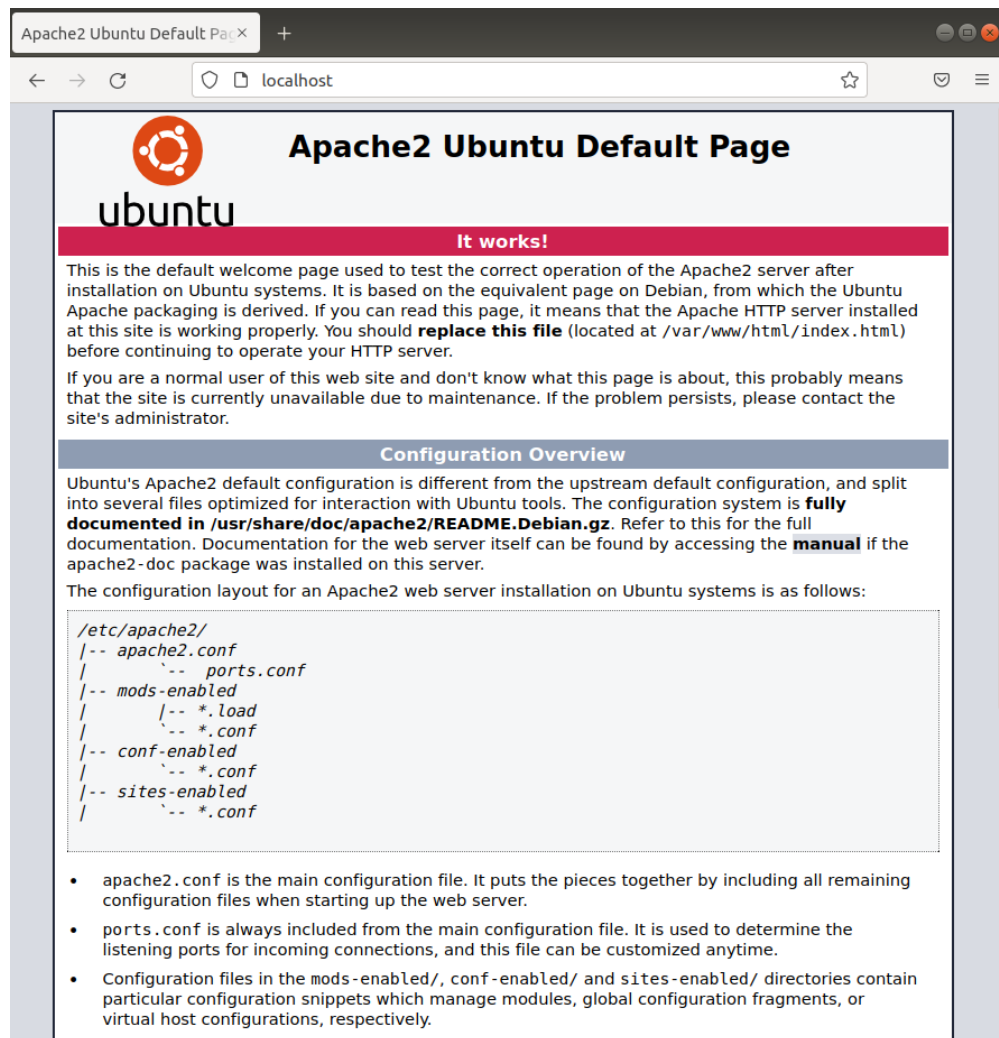 Apache2 Ubuntu Default Pag
localhost
ubuntu
Apache2 Ubuntu Default Page
It works!
This is the default welcome page used to test the correct operation of the Apache2 server after
installation on Ubuntu systems. It is based on the equivalent page on Debian, from which the Ubuntu
Apache packaging is derived. If you can read this page, it means that the Apache HTTP server installed
at this site is working properly. You should replace this file (located at /var/www/html/index.html)
before continuing to operate your HTTP server.
If you are a normal user of this web site and don't know what this page is about, this probably means
that the site is currently unavailable due to maintenance. If the problem persists, please contact the
site's administrator.
Configuration Overview
Ubuntu's Apache2 default configuration is different from the upstream default configuration, and split
into several files optimized for interaction with Ubuntu tools. The configuration system is fully
documented in /usr/share/doc/apache2/README.Debian.gz. Refer to this for the full
documentation. Documentation for the web server itself can be found by accessing the manual if the
apache2-doc package was installed on this server.
The configuration layout for an Apache2 web server installation on Ubuntu systems is as follows:
/etc/apache2/
|-- apache2.conf
|       `--  ports.conf
|-- mods-enabled
|       |-- *.load
|       `-- *.conf
|-- conf-enabled
|       `-- *.conf
|-- sites-enabled
|       `-- *.conf
• apache2.conf is the main configuration file. It puts the pieces together by including all remaining
configuration files when starting up the web server.
• ports.conf is always included from the main configuration file. It is used to determine the
listening ports for incoming connections, and this file can be customized anytime.
• Configuration files in the mods-enabled/, conf-enabled/ and sites-enabled/ directories contain
particular configuration snippets which manage modules, global configuration fragments, or
virtual host configurations, respectively.